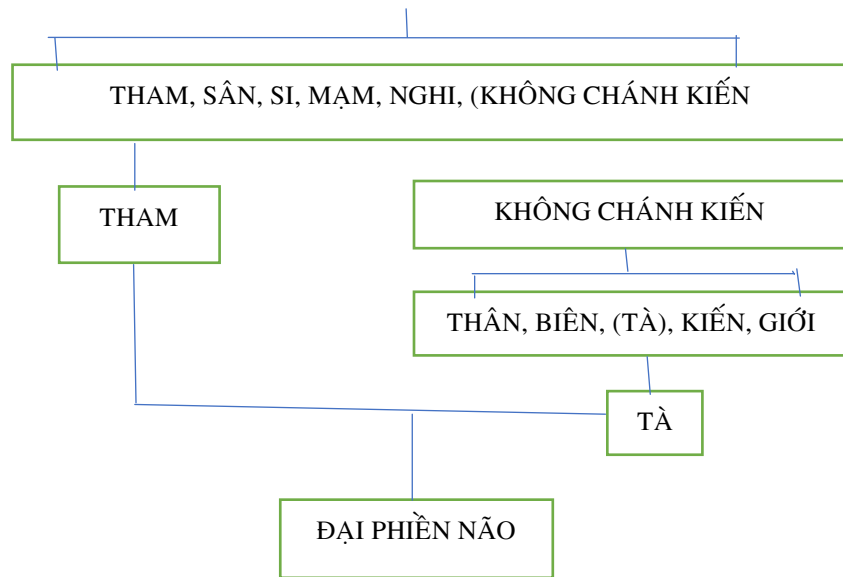 THAM, SÂN, SI, MẠM, NGHI, (KHÔNG CHÁNH KIẾN
THAM
KHÔNG CHÁNH KIẾN
THÂN, BIÊN, (TÀ), KIẾN, GIỚI
TÀ
ĐẠI PHIỀN NÃO